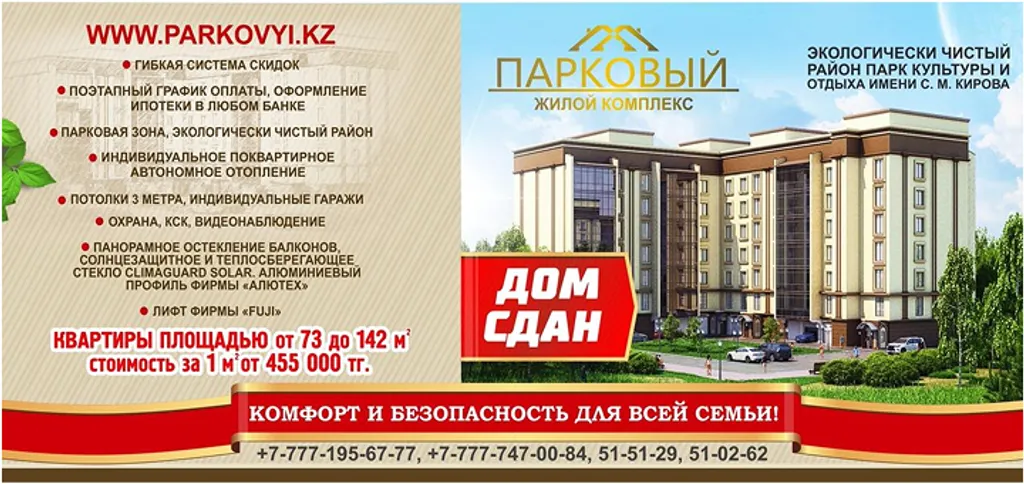 WWW.PARKOVYI.KZ
• ГИБКАЯ СИСТЕМА СКИДОК
• ПОЭТАПНЫЙ ГРАФИК ОПЛАТЫ, ОФОРМЛЕНИЕ
ИПОТЕКИ В ЛЮБОМ БАНКЕ
• ПАРКОВАЯ ЗОНА, ЭКОЛОГИЧЕСКИ ЧИСТЫЙ РАЙОН
• ИНДИВИДУАЛЬНОЕ ПОКВАРТИРНОЕ
АВТОНОМНОЕ ОТОПЛЕНИЕ
• ПОТОЛКИ 3 МЕТРА, ИНДИВИДУАЛЬНЫЕ ГАРАЖИ
• ОХРАНА, КСК, ВИДЕОНАБЛЮДЕНИЕ
• ПАНОРАМНОЕ ОСТЕКЛЕНИЕ БАЛКОНОВ,
СОЛНЦЕЗАЩИТНОЕ И ТЕПЛОСБЕРЕГАЮЩЕЕ,
СТЕКЛО CLIMAGUARD SOLAR. АЛЮМИНИЕВЫЙ
ПРОФИЛЬ ФИРМЫ «АЛЮТЕХ»
• ЛИФТ ФИРМЫ «FUJI»
КВАРТИРЫ ПЛОЩАДЬЮ от 73 до 142 м²
стоимость за 1 м² от 455 000 тг.
ПАРКОВЫЙ
ЖИЛОЙ КОМПЛЕКС
ЭКОЛОГИЧЕСКИ ЧИСТЫЙ
РАЙОН ПАРК КУЛЬТУРЫ И
ОТДЫХА ИМЕНИ С. М. КИРОВА
ДОМ
СДАН
КОМФОРТ И БЕЗОПАСНОСТЬ ДЛЯ ВСЕЙ СЕМЬИ!
+7-777-195-67-77, +7-777-747-00-84, 51-51-29, 51-02-62